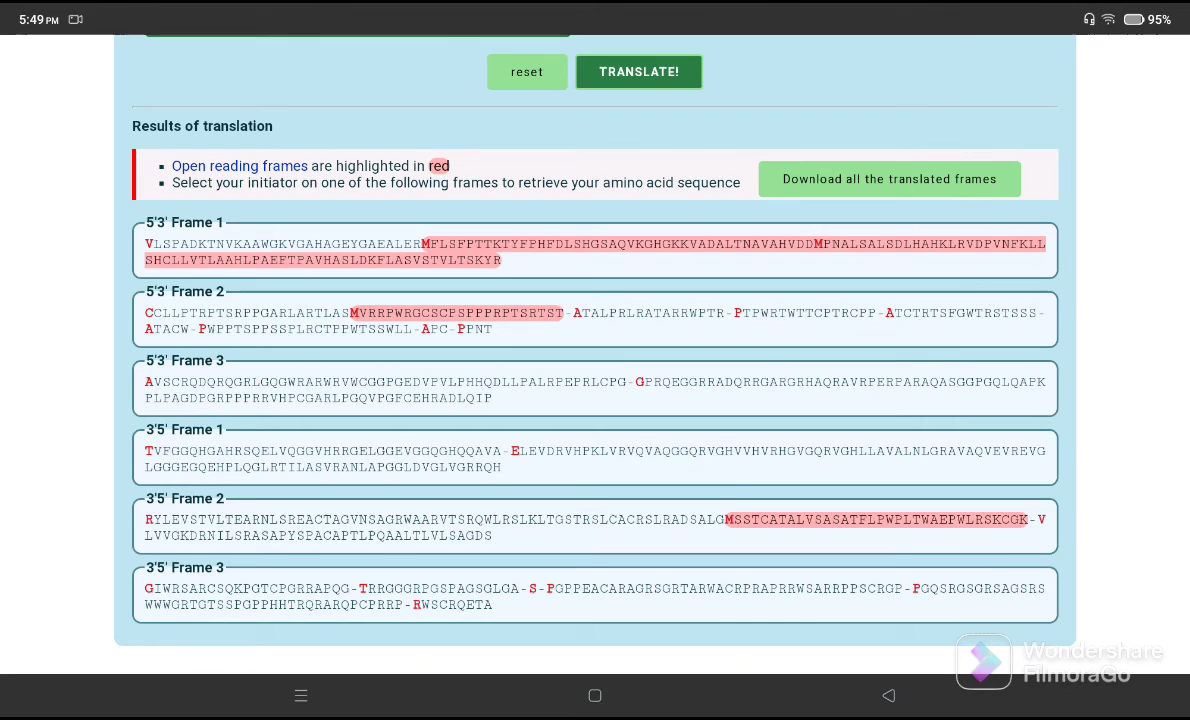 5:49 PM
95%
reset
TRANSLATE!
Results of translation
Open reading frames are highlighted in red
Select your initiator on one of the following frames to retrieve your amino acid sequence
Download all the translated frames
5'3' Frame 1
VLSPADKTNVKAAWGKVGAHAGEYGAEALERMFLSFPTTKTYFPHFDLSHGSAQVKGHGKKVADALTNAVAHVDDMPNALSALSDLHAHKLRVDPVNFKLL
SHCLLVTLAAHLPAEFTPAVHASLDKFLASVSTVLTSKYR
5'3' Frame 2
CCLLPTRPTSRPPGARLARTLASMVRRPWRGCSCPSPPPRPTSRTST-ATALPRLRATARRWPTR-PTPWRTWTTCPTRCPP-ATCTRTSFGWTRSTSSS-
ATACW-PWPPTSPPSSPLRCTPPWTSSWLL-APC-PPNT
5'3' Frame 3
AVSCRQDQRQGRLGQGWRARWRVWCGGPGEDVPVLPHHQDLLPALRPEPRLCPG-GPRQEGGRRADQRRGARGRHAQRAVRPERPARAQASGGPGQLQAPK
PLPAGDPGRPPPRRVHPCGARLPGQVPGFCEHRADLQIP
3'5' Frame 1
TVFGGQHGAHRSQELVQGGVHRRGELGGEVGGQGHQQAVA-ELEVDRVHPKLVRVQVAQGGQRVGHVVHVRHGVGQRVGHLLAVALNLGRAVAQVEVREVG
LGGGEGQEHPLQGLRTILASVRANLAPGGLDVGLVGRRQH
3'5' Frame 2
RYLEVSTVLTEARNLSREACTAGVNSAGRWAARVTSRQWLRSLKLTGSTRSLCACRSLRADSALGMSSTCATALVSASATFLPWPLTWAEPWLRSKCGK-V
LVVGKDRNILSRASAPYSPACAPTLPQAALTLVLSAGDS
3'5' Frame 3
GIWRSARCSQKPGTCPGRRAPQG-TRRGGGRPGSPAGSGLGA-S-PGPPEACARAGRSGRTARWACRPRAPRRWSARRPPSCRGP-PGQSRGSGRSAGSRS
WWWGRTGTSSPGPPHHTRQRARQPCPRRP-RWSCRQETA
Wondershare
FilmoraGo